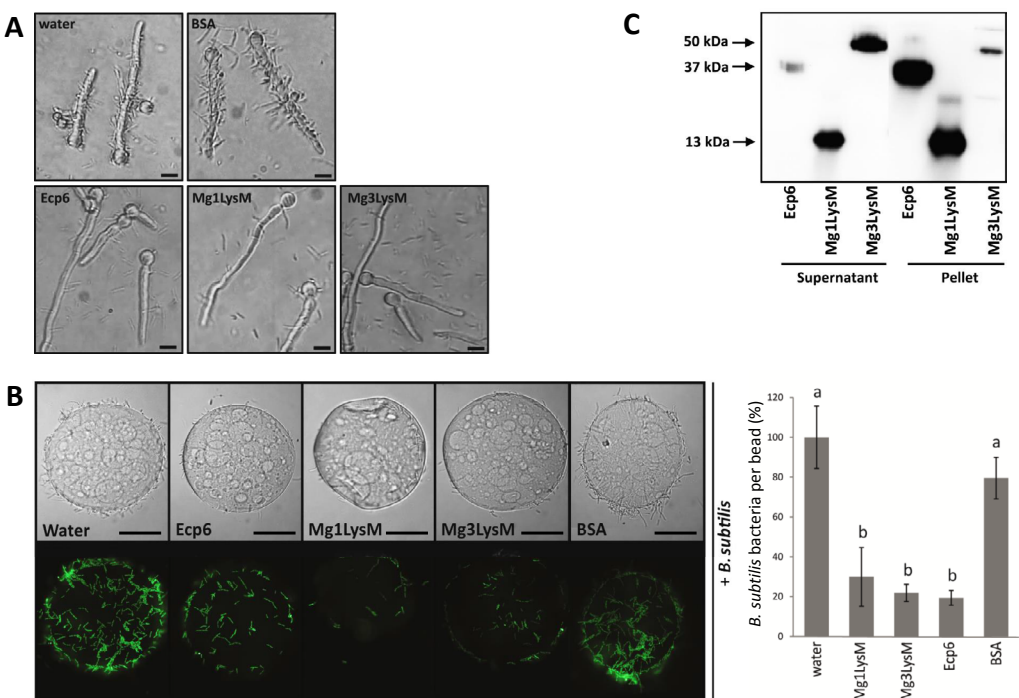 A
water
BSA
Ecp6
Mg1LysM
Mg3LysM
C
50 kDa
37 kDa
13 kDa
Ecp6
Mg1LysM
Mg3LysM
Ecp6
Mg1LysM
Mg3LysM
Supernatant
Pellet
B
Water
Ecp6
Mg1LysM
Mg3LysM
BSA
+ B. subtilis
B. subtilis bacteria per bead (%)
120
100
80
60
40
20
0
a
b
b
b
a
water
Mg1LysM
Mg3LysM
Ecp6
BSA